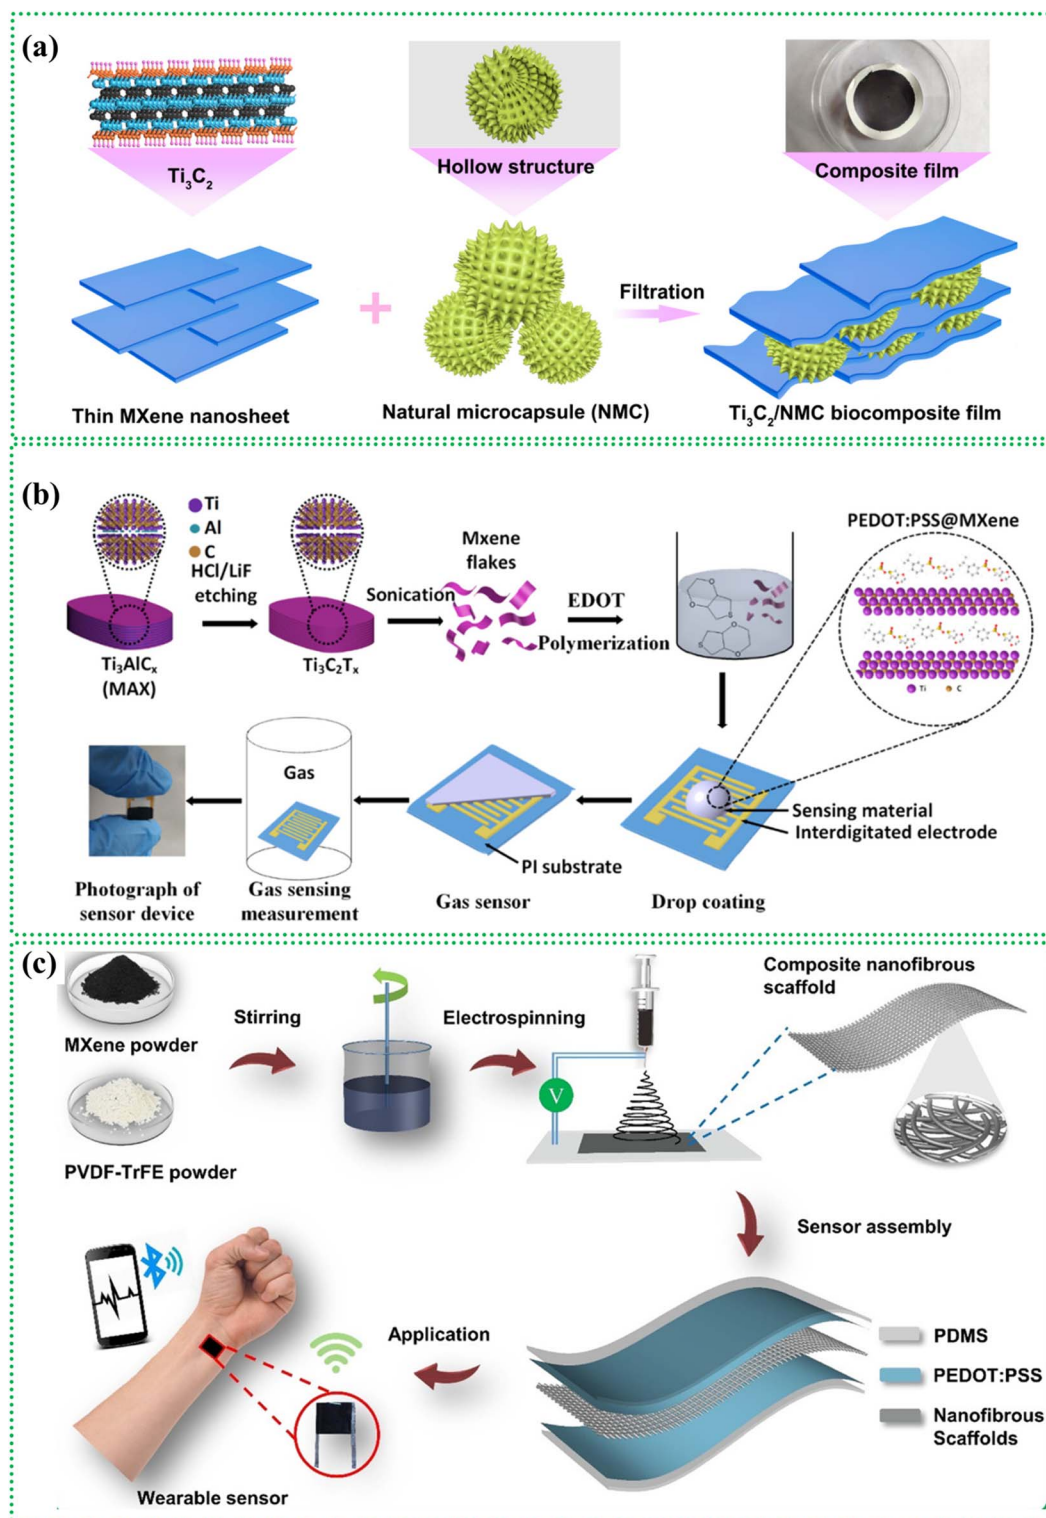 (a)
Ti₃C₂
Hollow structure
Composite film
Filtration
Thin MXene nanosheet
Natural microcapsule (NMC)
Ti₃C₂/NMC biocomposite film
(b)
Ti
Al
C
HCl/LiF
etching
Ti₃AlCₓ
(MAX)
Ti₃C₂Tₓ
Sonication
Mxene
flakes
EDOT
Polymerization
O
S
O
S
O
O
PEDOT:PSS@MXene
Ti
C
Sensing material
Interdigitated electrode
Drop coating
PI substrate
Gas sensor
Gas
Gas sensing
measurement
Photograph of
sensor device
(c)
MXene powder
PVDF-TrFE powder
Stirring
Electrospinning
V
Composite nanofibrous
scaffold
Sensor assembly
PDMS
PEDOT:PSS
Nanofibrous
Scaffolds
Application
Wearable sensor